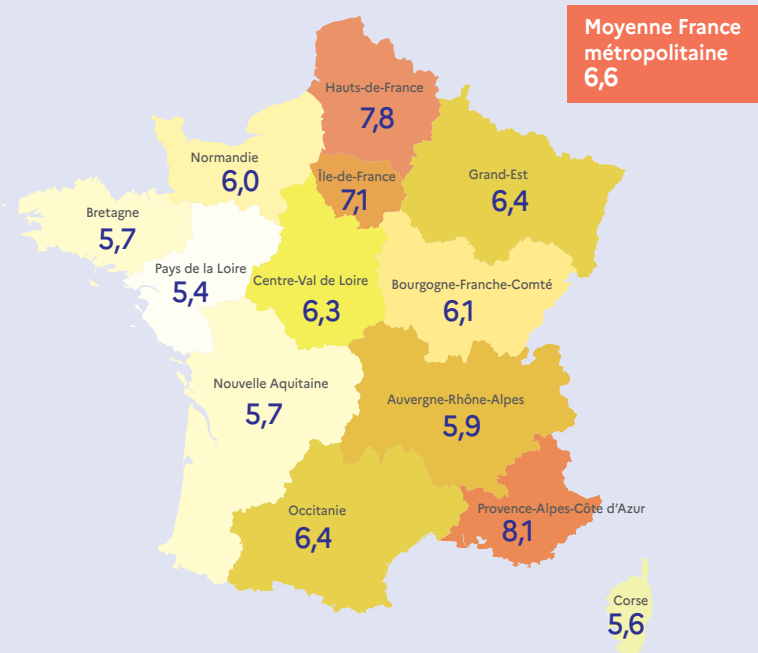 Moyenne France
métropolitaine
6,6
Hauts-de-France
7,8
Normandie
6,0
Île-de-France
7,1
Grand-Est
6,4
Bretagne
5,7
Pays de la Loire
5,4
Centre-Val de Loire
6,3
Bourgogne-Franche-Comté
6,1
Nouvelle Aquitaine
5,7
Auvergne-Rhône-Alpes
5,9
Occitanie
6,4
Provence-Alpes-Côte d'Azur
8,1
Corse
5,6